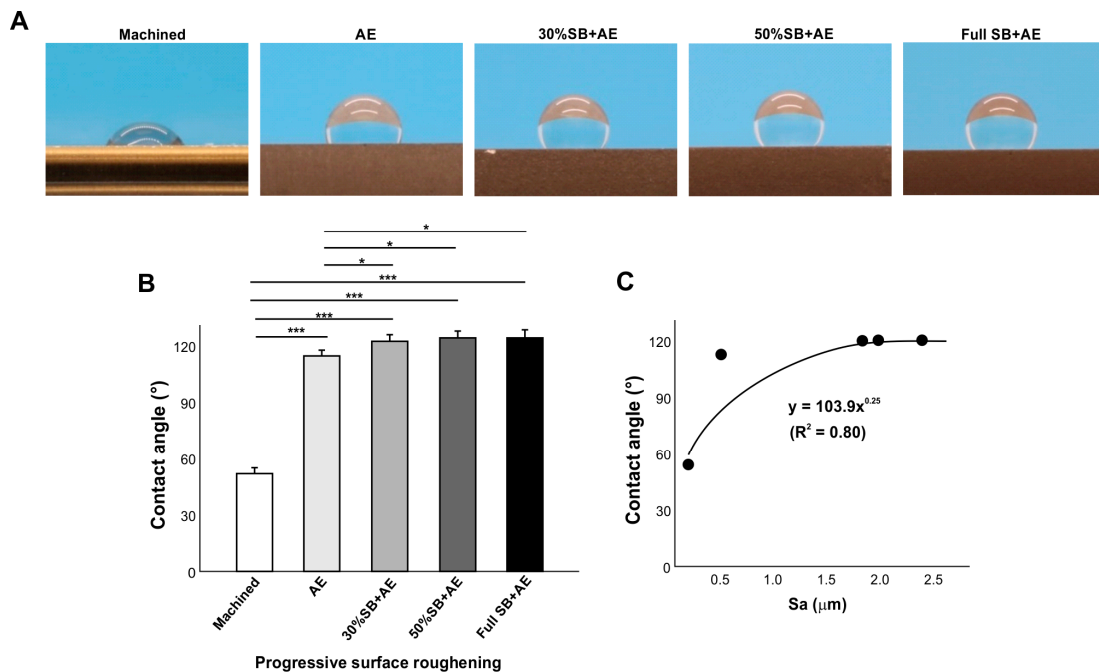 A
Machined
AE
30%SB+AE
50%SB+AE
Full SB+AE
B
*
*
*
***
***
***
***
Contact angle (°)
120
90
60
30
0
Machined
AE
30%SB+AE
50%SB+AE
Full SB+AE
Progressive surface roughening
C
Contact angle (°)
120
90
60
30
0
y = 103.9x^0.25
(R² = 0.80)
0.5 1.0 1.5 2.0 2.5
Sa (μm)